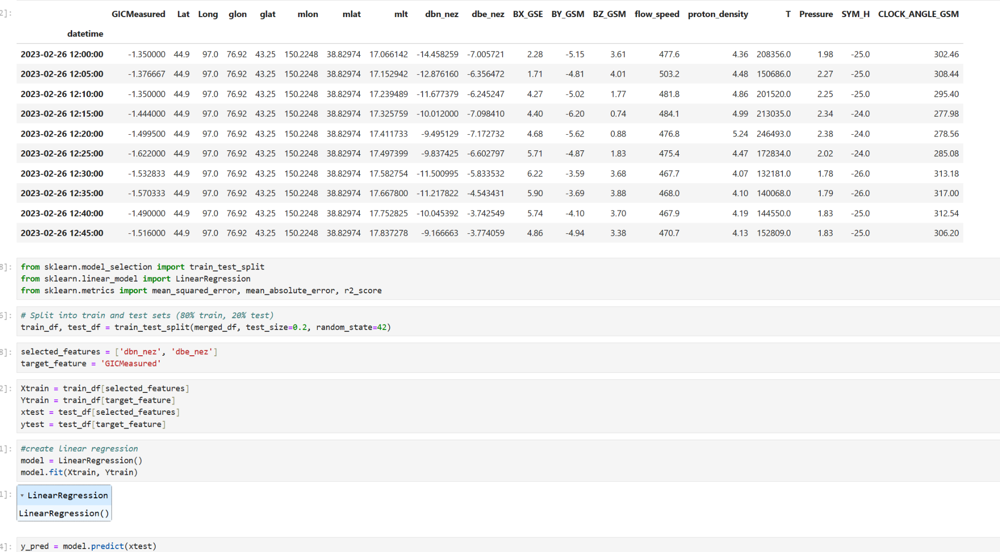 2]:
GICMeasured Lat Long glon glat mlon mlat mlt dbn_nez dbe_nez BX_GSE BY_GSM BZ_GSM flow_speed proton_density T Pressure SYM_H CLOCK_ANGLE_GSM
datetime
2023-02-26 12:00:00 -1.350000 44.9 97.0 76.92 43.25 150.2248 38.82974 17.066142 -14.458259 -7.005721 2.28 -5.15 3.61 477.6 4.36 208356.0 1.98 -25.0 302.46
2023-02-26 12:05:00 -1.376667 44.9 97.0 76.92 43.25 150.2248 38.82974 17.152942 -12.876160 -6.356472 1.71 -4.81 4.01 503.2 4.48 150686.0 2.27 -25.0 308.44
2023-02-26 12:10:00 -1.350000 44.9 97.0 76.92 43.25 150.2248 38.82974 17.239489 -11.677379 -6.245247 4.27 -5.02 1.77 481.8 4.86 201520.0 2.25 -25.0 295.40
2023-02-26 12:15:00 -1.444000 44.9 97.0 76.92 43.25 150.2248 38.82974 17.325759 -10.012000 -7.098410 4.40 -6.20 0.74 484.1 4.99 213035.0 2.34 -24.0 277.98
2023-02-26 12:20:00 -1.499500 44.9 97.0 76.92 43.25 150.2248 38.82974 17.411733 -9.495129 -7.172732 4.68 -5.62 0.88 476.8 5.24 246493.0 2.38 -24.0 278.56
2023-02-26 12:25:00 -1.622000 44.9 97.0 76.92 43.25 150.2248 38.82974 17.497399 -9.837425 -6.602797 5.71 -4.87 1.83 475.4 4.47 172834.0 2.02 -24.0 285.08
2023-02-26 12:30:00 -1.532833 44.9 97.0 76.92 43.25 150.2248 38.82974 17.582754 -11.500995 -5.833532 6.22 -3.59 3.68 467.7 4.07 132181.0 1.78 -26.0 313.18
2023-02-26 12:35:00 -1.570333 44.9 97.0 76.92 43.25 150.2248 38.82974 17.667800 -11.217822 -4.543431 5.90 -3.69 3.88 468.0 4.10 140068.0 1.79 -26.0 317.00
2023-02-26 12:40:00 -1.490000 44.9 97.0 76.92 43.25 150.2248 38.82974 17.752825 -10.045392 -3.742549 5.74 -4.10 3.70 467.9 4.19 144550.0 1.83 -25.0 312.54
2023-02-26 12:45:00 -1.516000 44.9 97.0 76.92 43.25 150.2248 38.82974 17.837278 -9.166663 -3.774059 4.86 -4.94 3.38 470.7 4.13 152809.0 1.83 -25.0 306.20
8]: from sklearn.model_selection import train_test_split
from sklearn.linear_model import LinearRegression
from sklearn.metrics import mean_squared_error, mean_absolute_error, r2_score
6]: # Split into train and test sets (80% train, 20% test)
train_df, test_df = train_test_split(merged_df, test_size=0.2, random_state=42)
8]: selected_features = ['dbn_nez', 'dbe_nez']
target_feature = 'GICMeasured'
2]: Xtrain = train_df[selected_features]
Ytrain = train_df[target_feature]
xtest = test_df[selected_features]
ytest = test_df[target_feature]
1]: #create linear regression
model = LinearRegression()
model.fit(Xtrain, Ytrain)
1]: ▾ LinearRegression
LinearRegression()
4]: y_pred = model.predict(xtest)